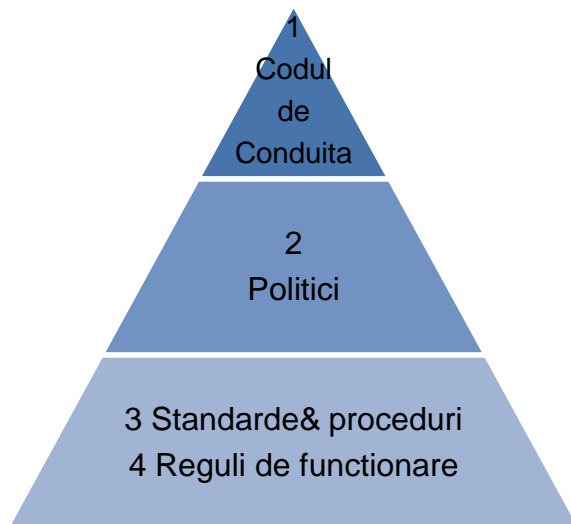 1
Codul
de
Conduita
2
Politici
3 Standarde& proceduri
4 Reguli de functionare